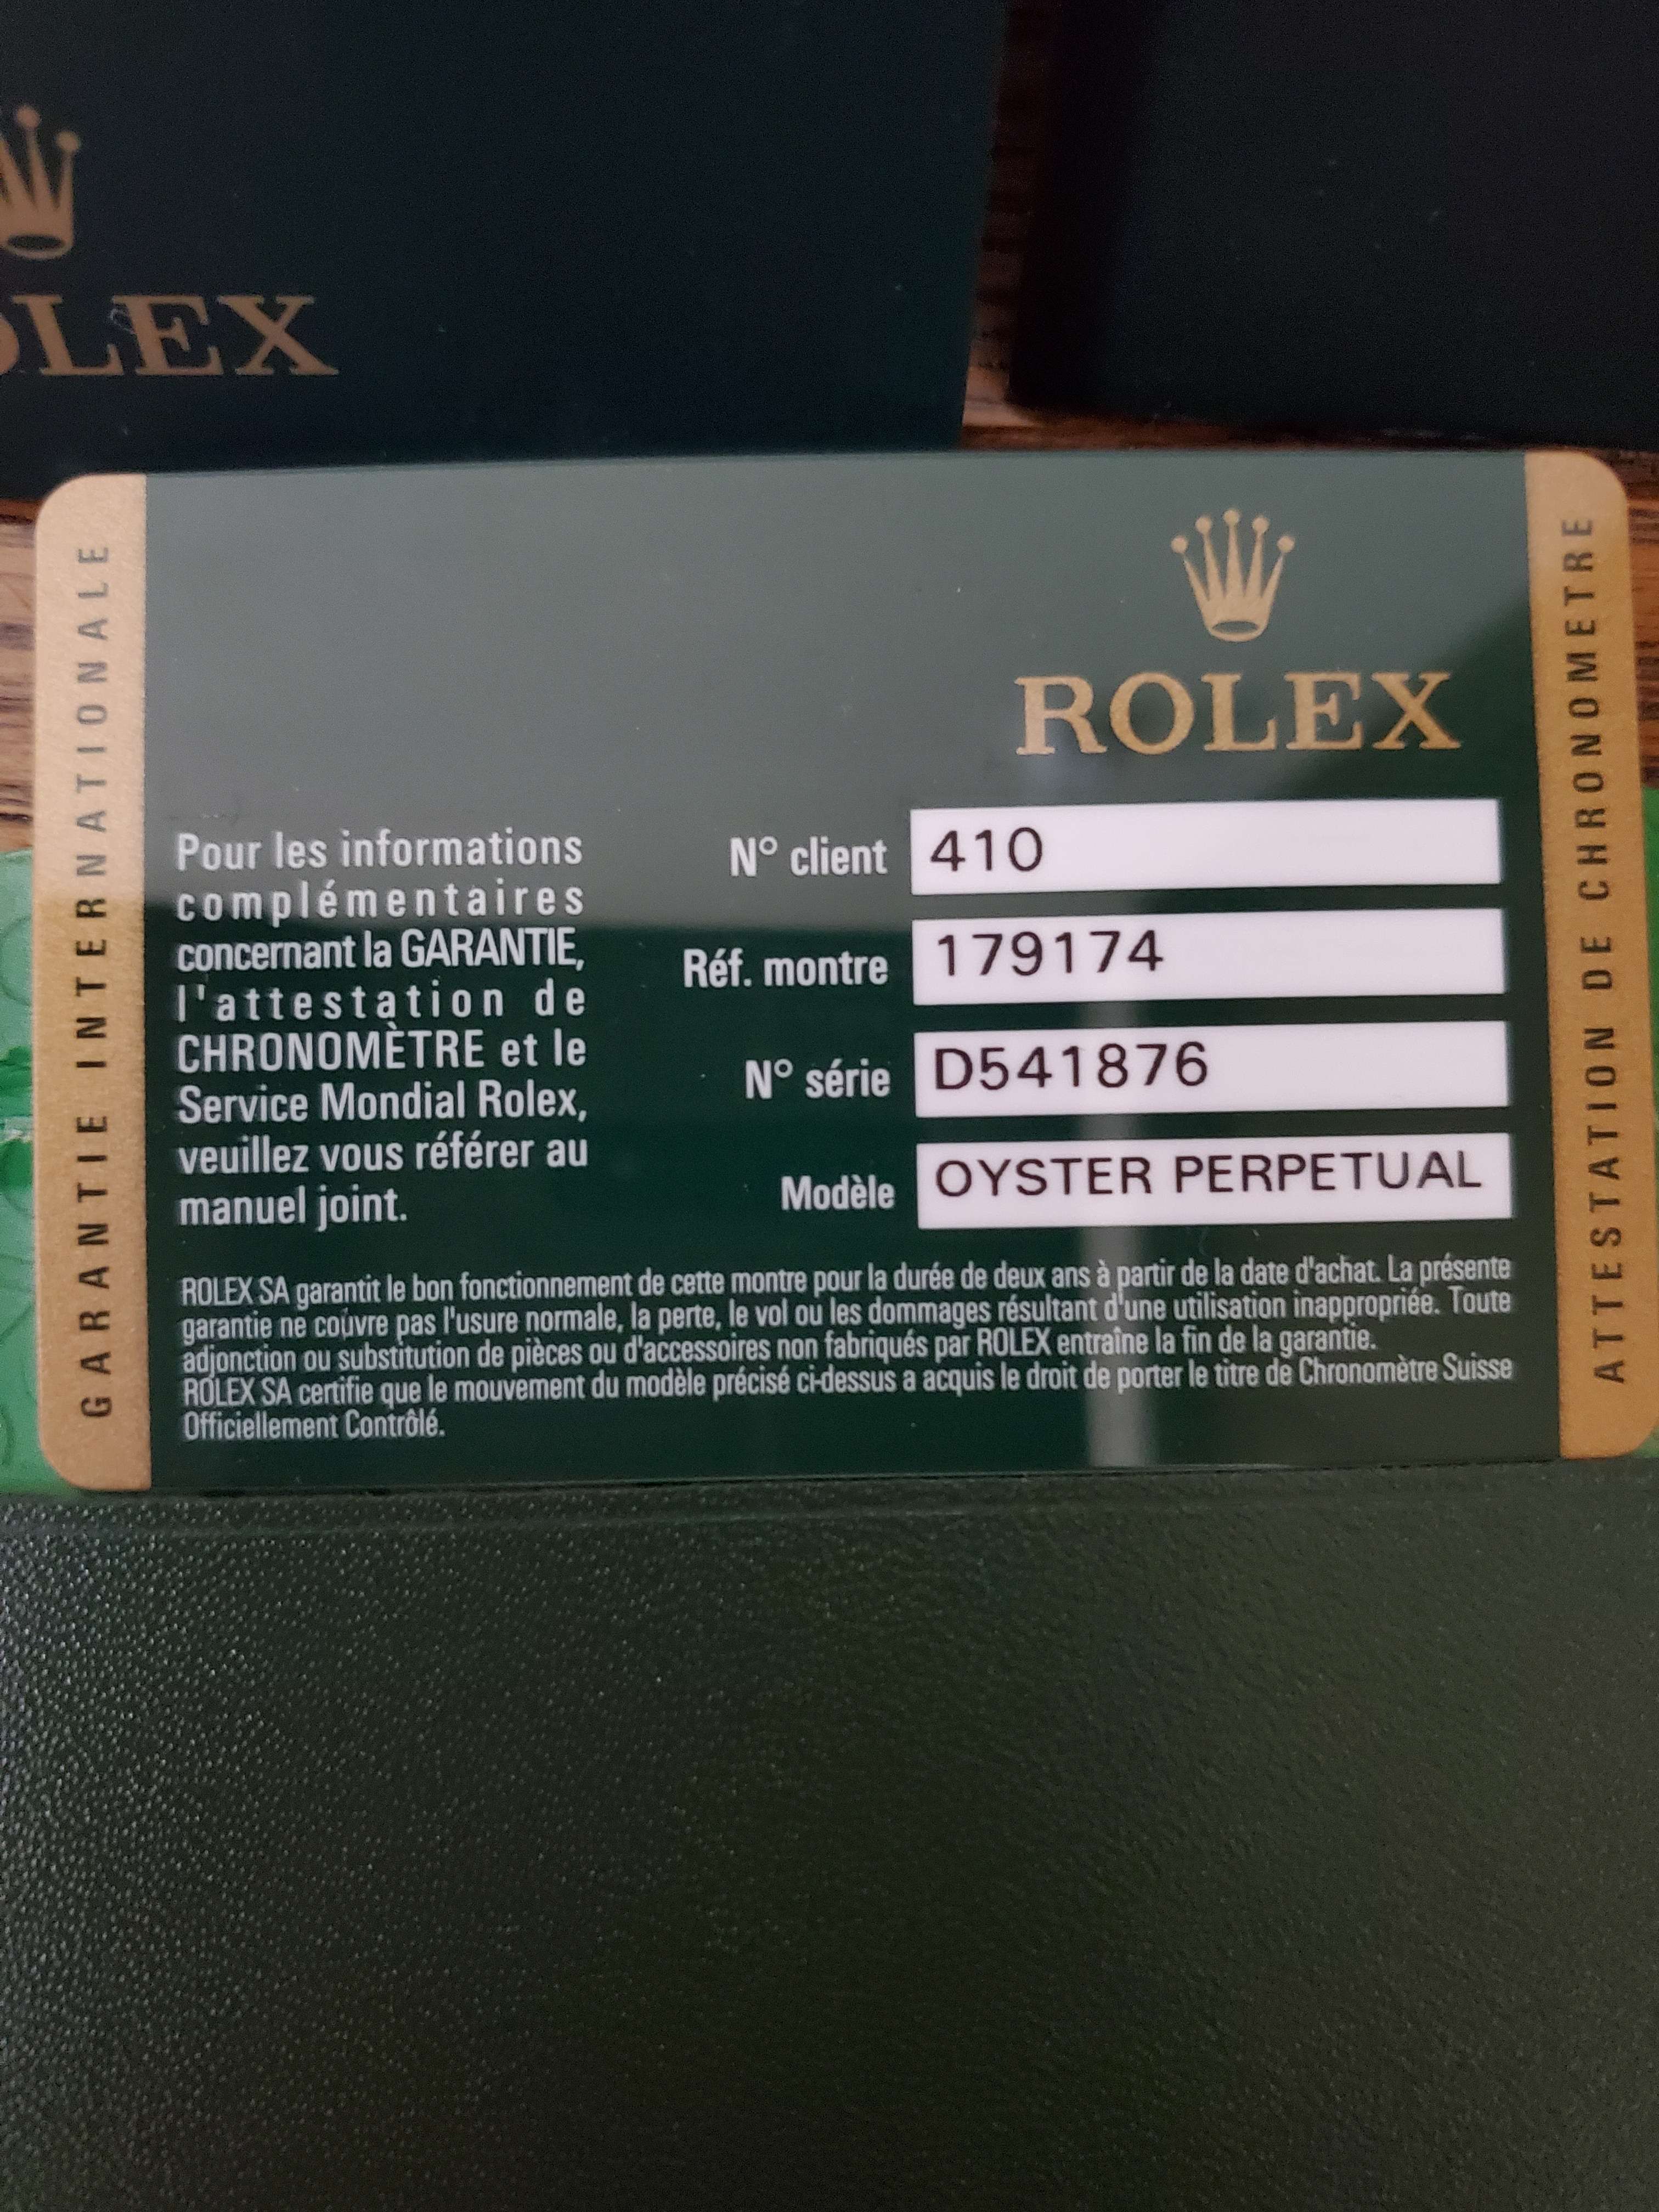 OLEX
ROLEX
GARANTIE INTERNATIONALE
Pour les informations
complémentaires
concernant la GARANTIE,
l'attestation de
CHRONOMÈTRE et le
Service Mondial Rolex,
veuillez vous référer au
manuel joint.
N° client 410
Réf. montre 179174
N° série D541876
Modèle OYSTER PERPETUAL
ROLEX SA garantit le bon fonctionnement de cette montre pour la durée de deux ans à partir de la date d'achat. La présente
garantie ne couvre pas l'usure normale, la perte, le vol ou les dommages résultant d'une utilisation inappropriée. Toute
adjonction ou substitution de pièces ou d'accessoires non fabriqués par ROLEX entraîne la fin de la garantie.
ROLEX SA certifie que le mouvement du modèle précisé ci-dessus a acquis le droit de porter le titre de Chronomètre Suisse
Officiellement Contrôlé.
ATTESTATION DE CHRONOMETRE